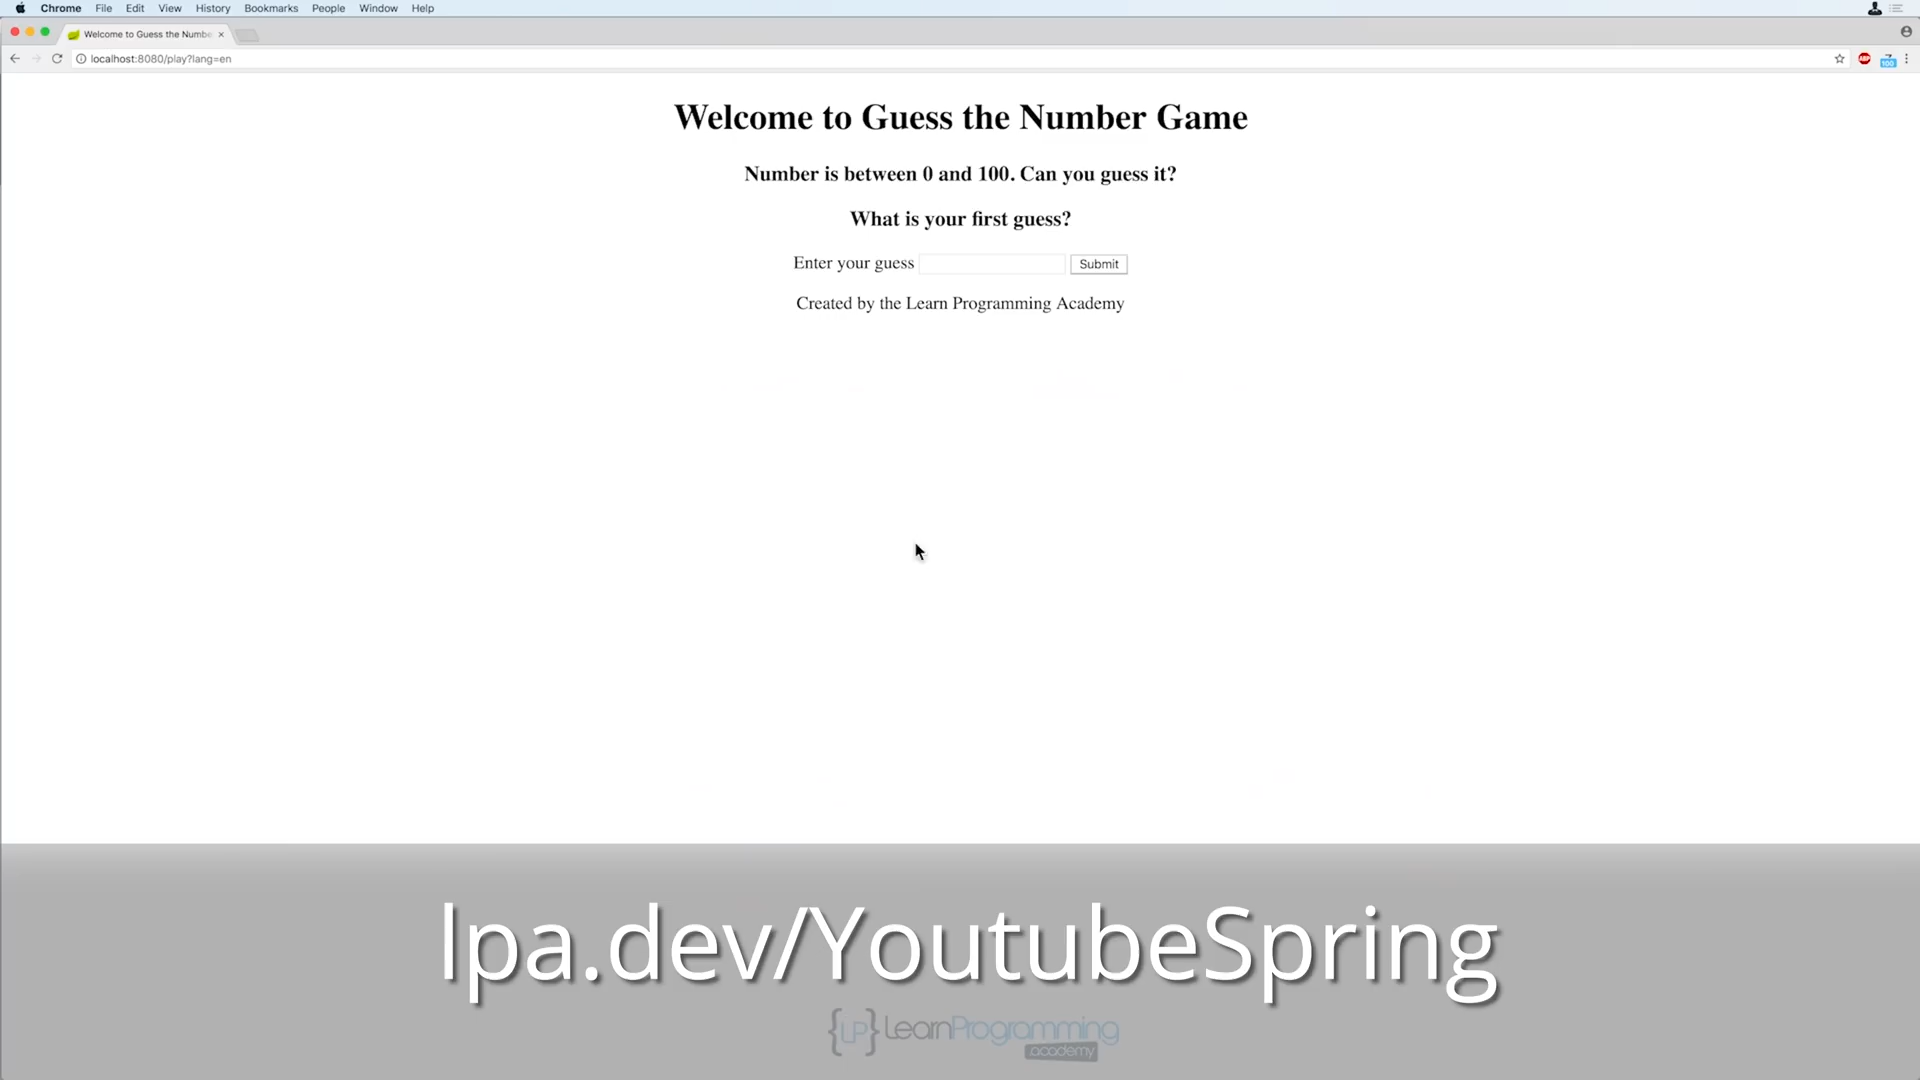 Chrome File Edit View History Bookmarks People Window Help
Welcome to Guess the Numbe
localhost:8080/play?lang=en
ABP
100
Welcome to Guess the Number Game
Number is between 0 and 100. Can you guess it?
What is your first guess?
Enter your guess Submit
Created by the Learn Programming Academy
lpa.dev/YoutubeSpring
{LP} LearnProgramming
.academy